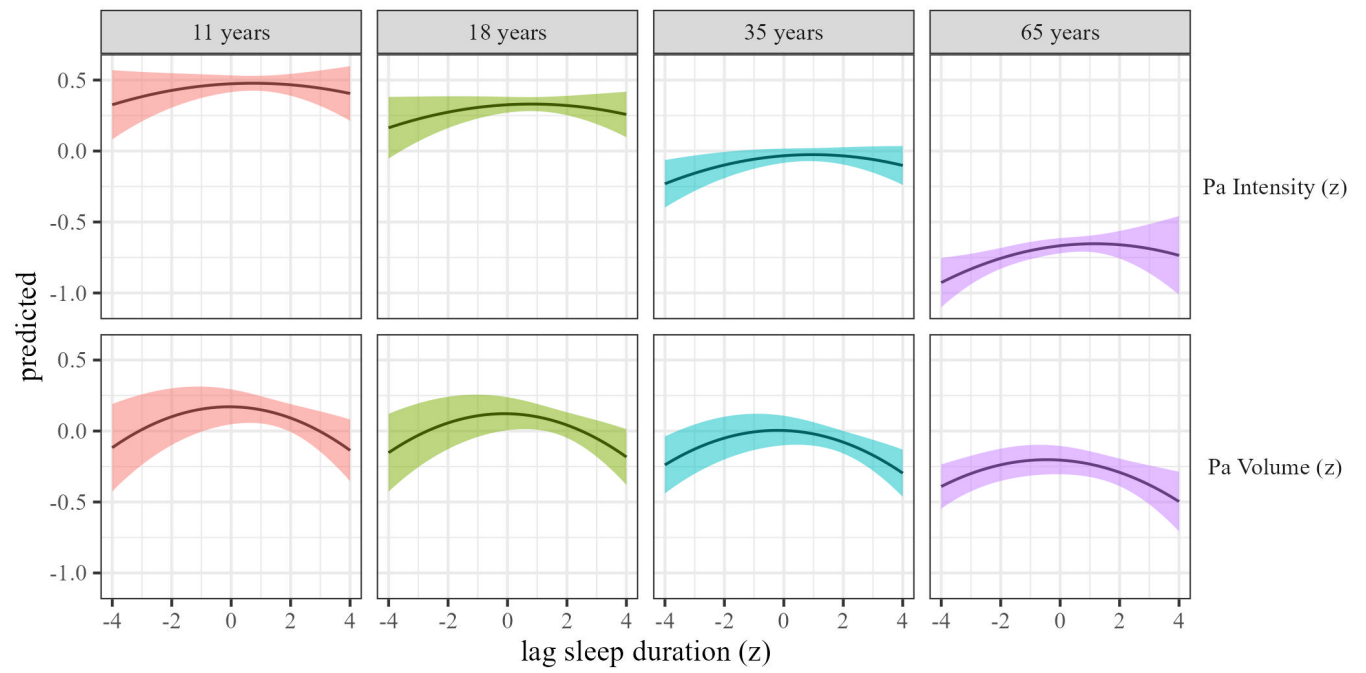 11 years
18 years
35 years
65 years
0.5
0.0
-0.5
-1.0
Pa Intensity (z)
predicted
0.5
0.0
-0.5
-1.0
Pa Volume (z)
-4 -2 0 2 4
-4 -2 0 2 4
-4 -2 0 2 4
-4 -2 0 2 4
lag sleep duration (z)